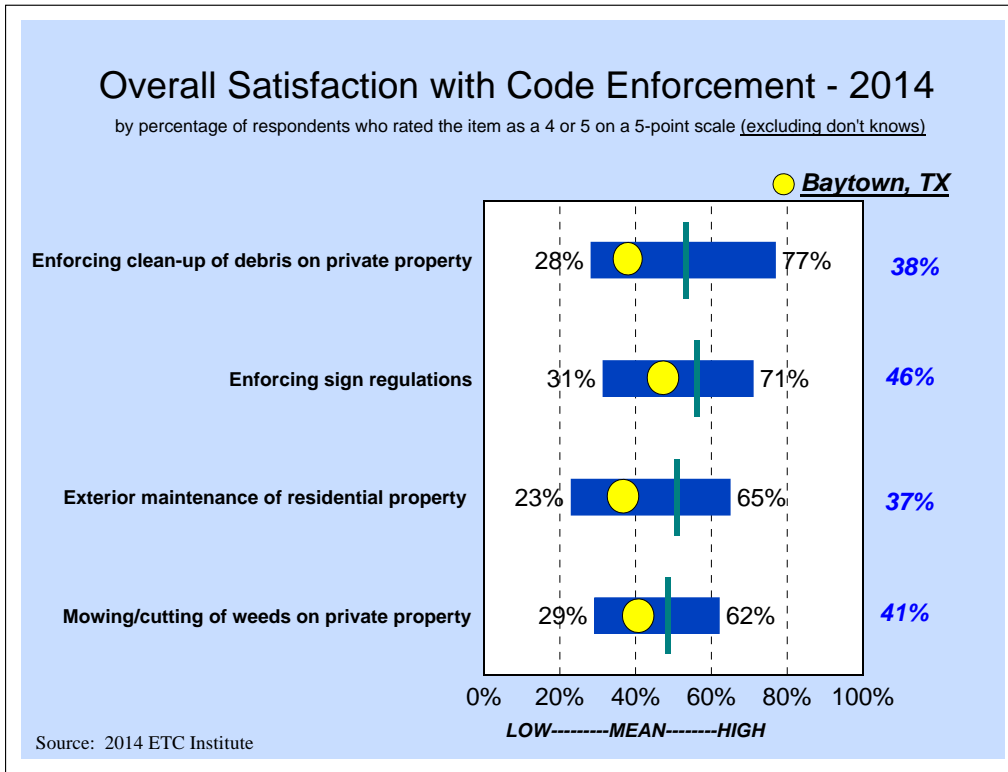 Overall Satisfaction with Code Enforcement - 2014
by percentage of respondents who rated the item as a 4 or 5 on a 5-point scale (excluding don't knows)
Baytown, TX
Enforcing clean-up of debris on private property 28% 77% 38%
Enforcing sign regulations 31% 71% 46%
Exterior maintenance of residential property 23% 65% 37%
Mowing/cutting of weeds on private property 29% 62% 41%
0% 20% 40% 60% 80% 100%
LOW---------MEAN--------HIGH
Source: 2014 ETC Institute